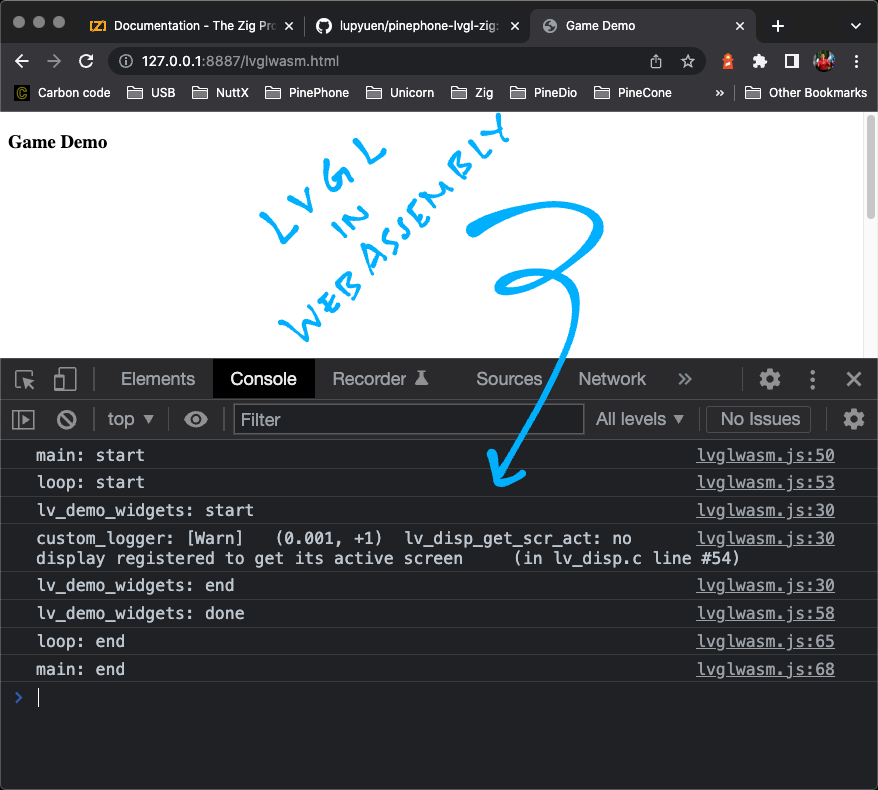 Documentation - The Zig Pro
lupyuen/pinephone-lvgl-zig:
Game Demo
127.0.0.1:8887/lvglwasm.html
Carbon code USB NuttX PinePhone Unicorn Zig PineDio PineCone » Other Bookmarks
Game Demo
LVGL
IN
WEBASSEMBLY
Elements Console Recorder Sources Network »
top Filter All levels No Issues
main: start lvglwasm.js:50
loop: start lvglwasm.js:53
lv_demo_widgets: start lvglwasm.js:30
custom_logger: [Warn] (0.001, +1) lv_disp_get_scr_act: no lvglwasm.js:30
display registered to get its active screen (in lv_disp.c line #54)
lv_demo_widgets: end lvglwasm.js:30
lv_demo_widgets: done lvglwasm.js:58
loop: end lvglwasm.js:65
main: end lvglwasm.js:68